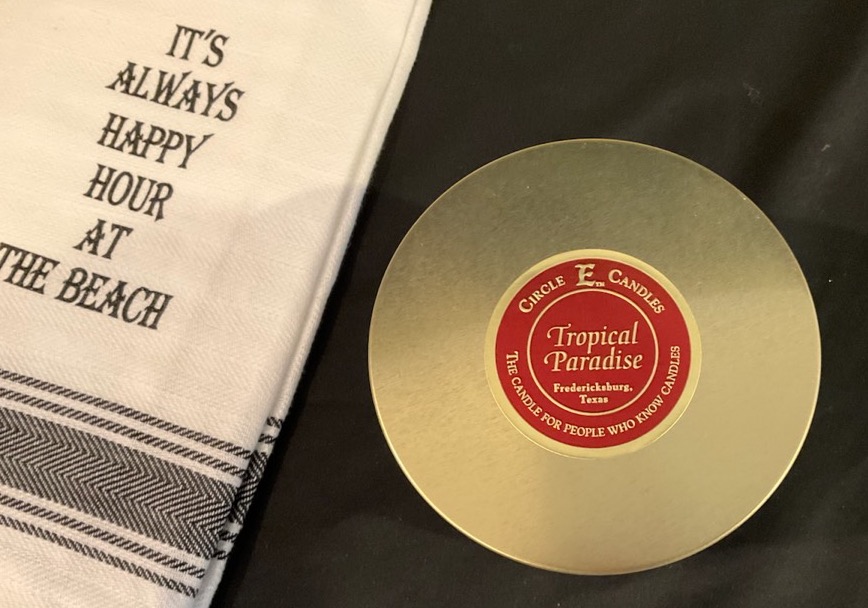 IT'S
ALWAYS
HAPPY
HOUR
AT
THE BEACH
CIRCLE E™ CANDLES
Tropical
Paradise
Fredericksburg,
Texas
THE CANDLE FOR PEOPLE WHO KNOW CANDLES